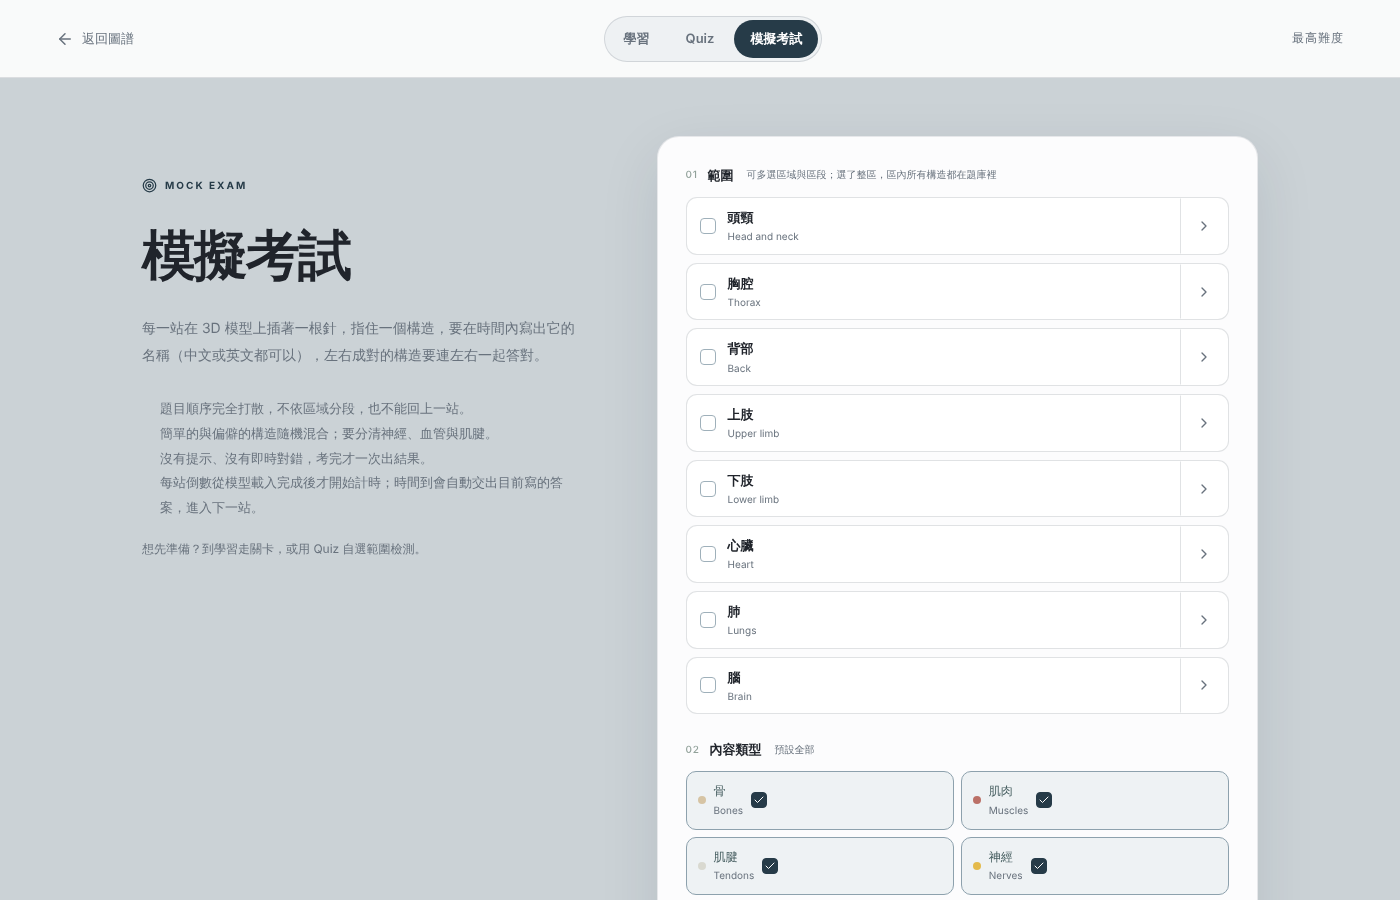 返回圖譜
學習
Quiz
模擬考試
最高難度
MOCK EXAM
模擬考試
每一站在 3D 模型上插著一根針，指住一個構造，要在時間內寫出它的
名稱（中文或英文都可以），左右成對的構造要連左右一起答對。
題目順序完全打散，不依區域分段，也不能回上一站。
簡單的與偏僻的構造隨機混合；要分清神經、血管與肌腱。
沒有提示、沒有即時對錯，考完才一次出結果。
每站倒數從模型載入完成後才開始計時；時間到會自動交出目前寫的答
案，進入下一站。
想先準備？到學習走關卡，或用 Quiz 自選範圍檢測。
01 範圍 可多選區域與區段；選了整區，區內所有構造都在題庫裡
頭頸
Head and neck
胸腔
Thorax
背部
Back
上肢
Upper limb
下肢
Lower limb
心臟
Heart
肺
Lungs
腦
Brain
02 內容類型 預設全部
骨
Bones
肌肉
Muscles
肌腱
Tendons
神經
Nerves